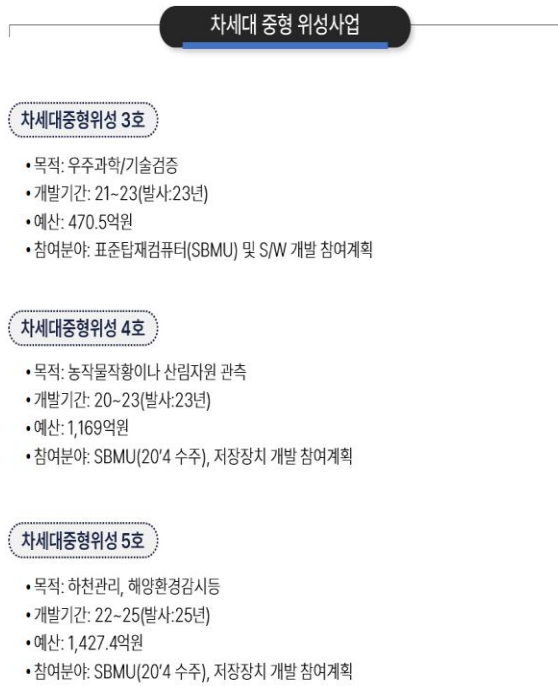 차세대 중형 위성사업
차세대중형위성 3호
• 목적: 우주과학/기술검증
• 개발기간: 21~23(발사:23년)
• 예산: 470.5억원
• 참여분야: 표준탑재컴퓨터(SBMU) 및 S/W 개발 참여계획
차세대중형위성 4호
• 목적: 농작물작황이나 산림자원 관측
• 개발기간: 20~23(발사:23년)
• 예산: 1,169억원
• 참여분야: SBMU(20'4 수주), 저장장치 개발 참여계획
차세대중형위성 5호
• 목적: 하천관리, 해양환경감시등
• 개발기간: 22~25(발사:25년)
• 예산: 1,427.4억원
• 참여분야: SBMU(20'4 수주), 저장장치 개발 참여계획